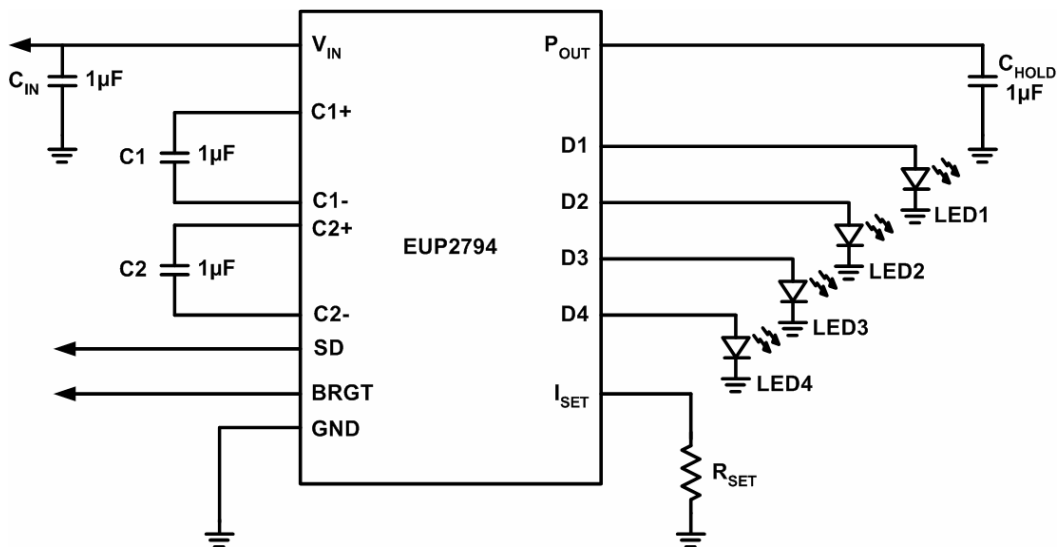 V_IN
P_OUT
C_IN
1µF
C_HOLD
1µF
C1+
C1
1µF
D1
C1-
D2
LED1
C2+
EUP2794
C2
1µF
D3
LED2
C2-
D4
LED3
SD
LED4
BRGT
I_SET
GND
R_SET